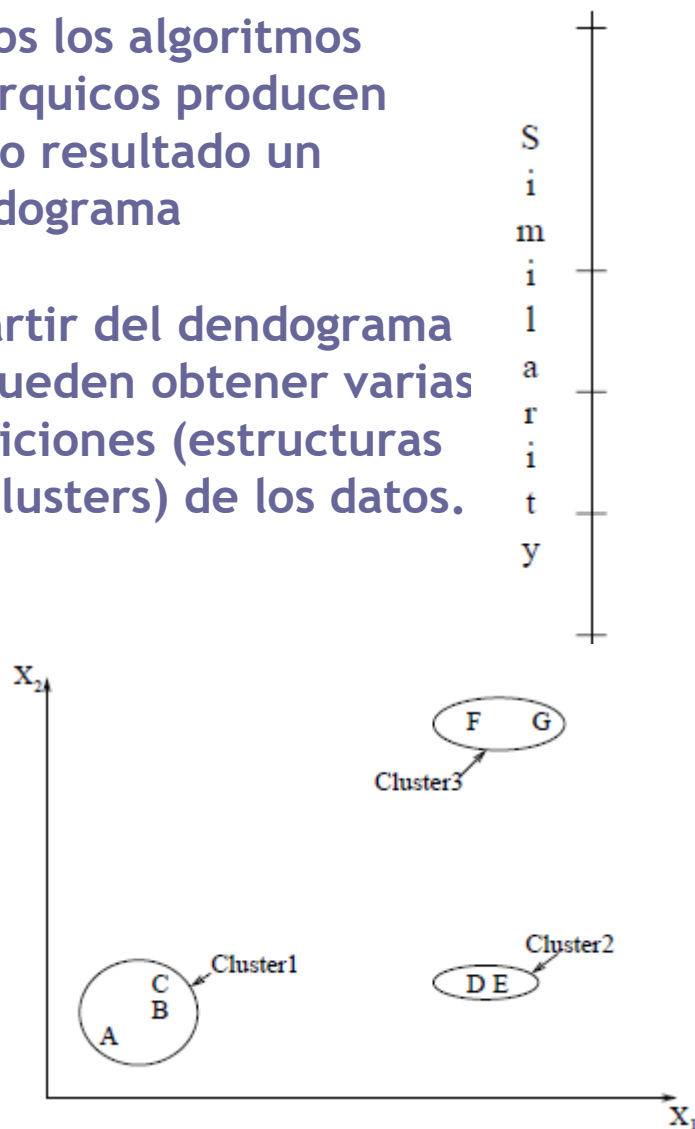 os los algoritmos
rquicos producen
o resultado un
dograma
artir del dendograma
ueden obtener varias
iciones (estructuras
lusters) de los datos.
S
i
m
i
l
a
r
i
t
y
X2
F G
Cluster3
Cluster2
Cluster1
C
D E
B
A
X1